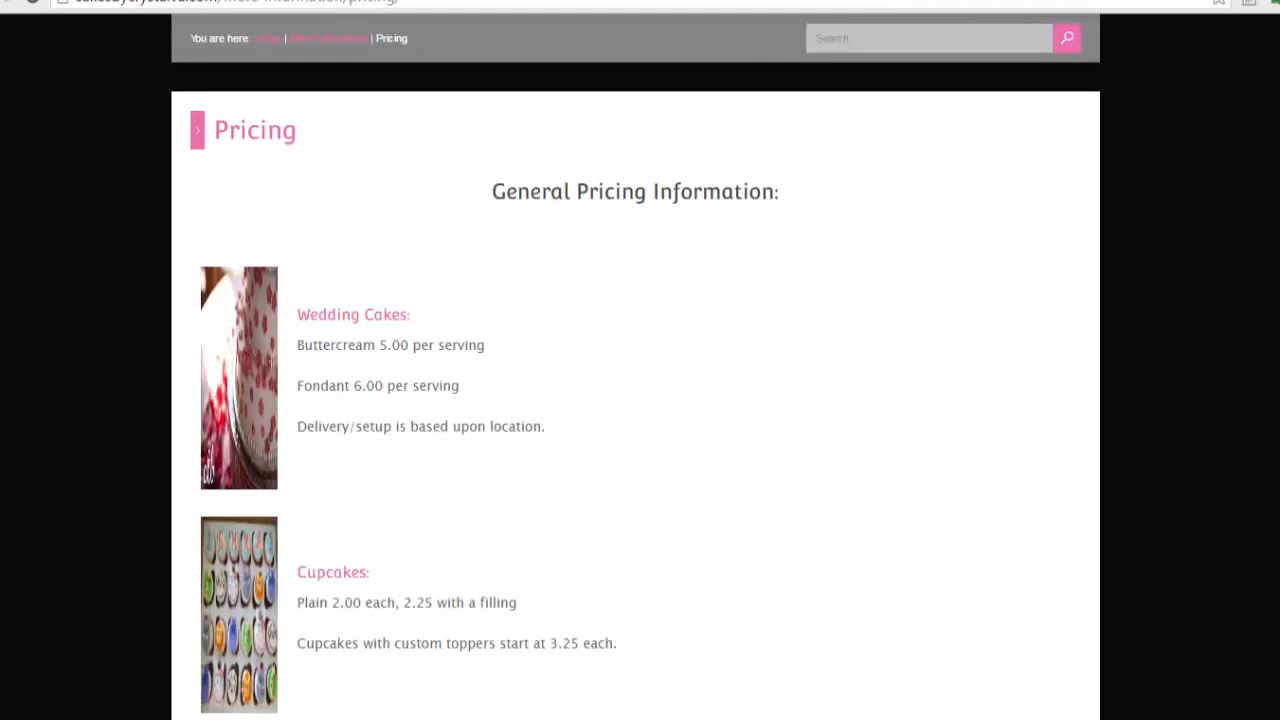 You are here: | | Pricing
Search
Pricing
General Pricing Information:
Wedding Cakes:
Buttercream 5.00 per serving
Fondant 6.00 per serving
Delivery/setup is based upon location.
Cupcakes:
Plain 2.00 each, 2.25 with a filling
Cupcakes with custom toppers start at 3.25 each.